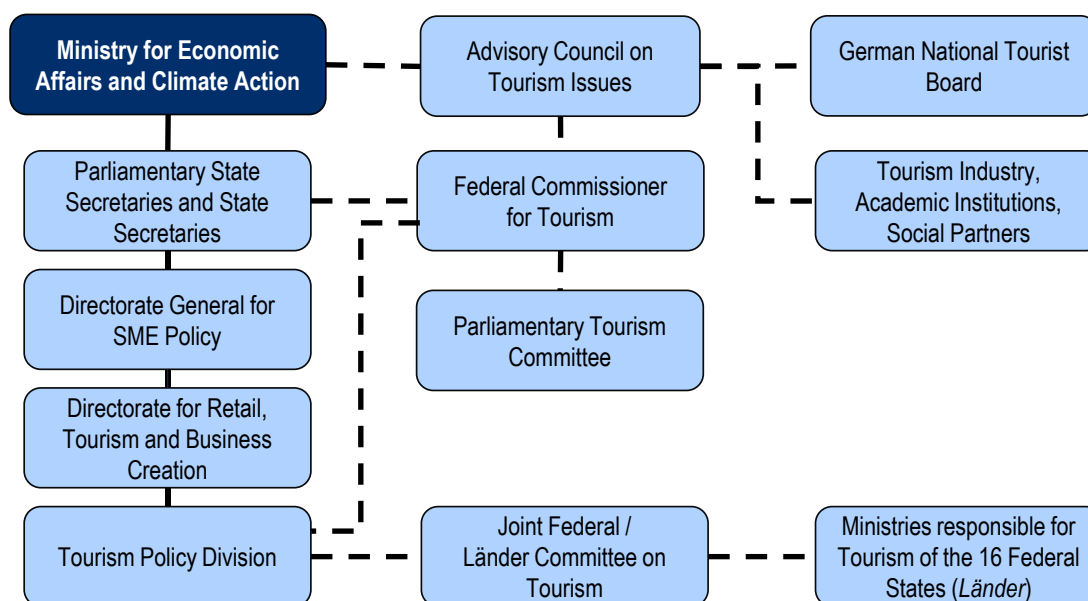 Ministry for Economic
Affairs and Climate Action
Advisory Council on
Tourism Issues
German National Tourist
Board
Parliamentary State
Secretaries and State
Secretaries
Federal Commissioner
for Tourism
Tourism Industry,
Academic Institutions,
Social Partners
Directorate General for
SME Policy
Parliamentary Tourism
Committee
Directorate for Retail,
Tourism and Business
Creation
Tourism Policy Division
Joint Federal /
Länder Committee on
Tourism
Ministries responsible for
Tourism of the 16 Federal
States (Länder)